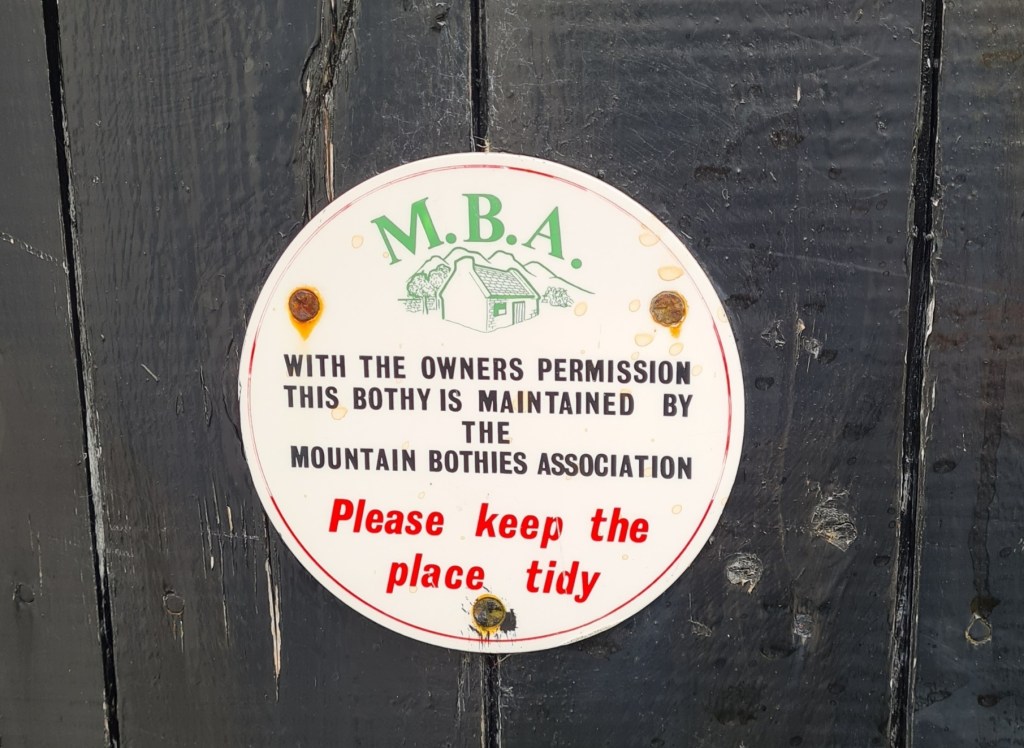 M.B.A.
WITH THE OWNERS PERMISSION
THIS BOTHY IS MAINTAINED BY
THE
MOUNTAIN BOTHIES ASSOCIATION
Please keep the
place tidy